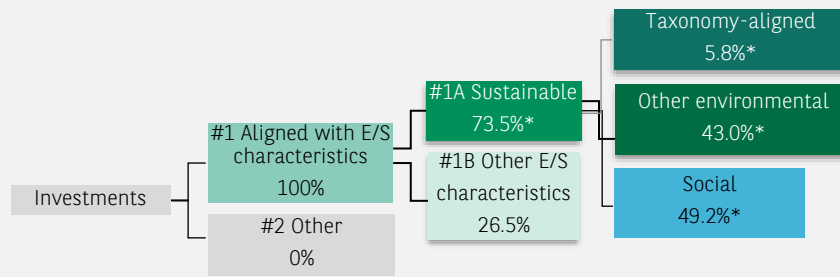 Investments
#1 Aligned with E/S
characteristics
100%
#2 Other
0%
#1A Sustainable
73.5%*
#1B Other E/S
characteristics
26.5%
Taxonomy-aligned
5.8%*
Other environmental
43.0%*
Social
49.2%*